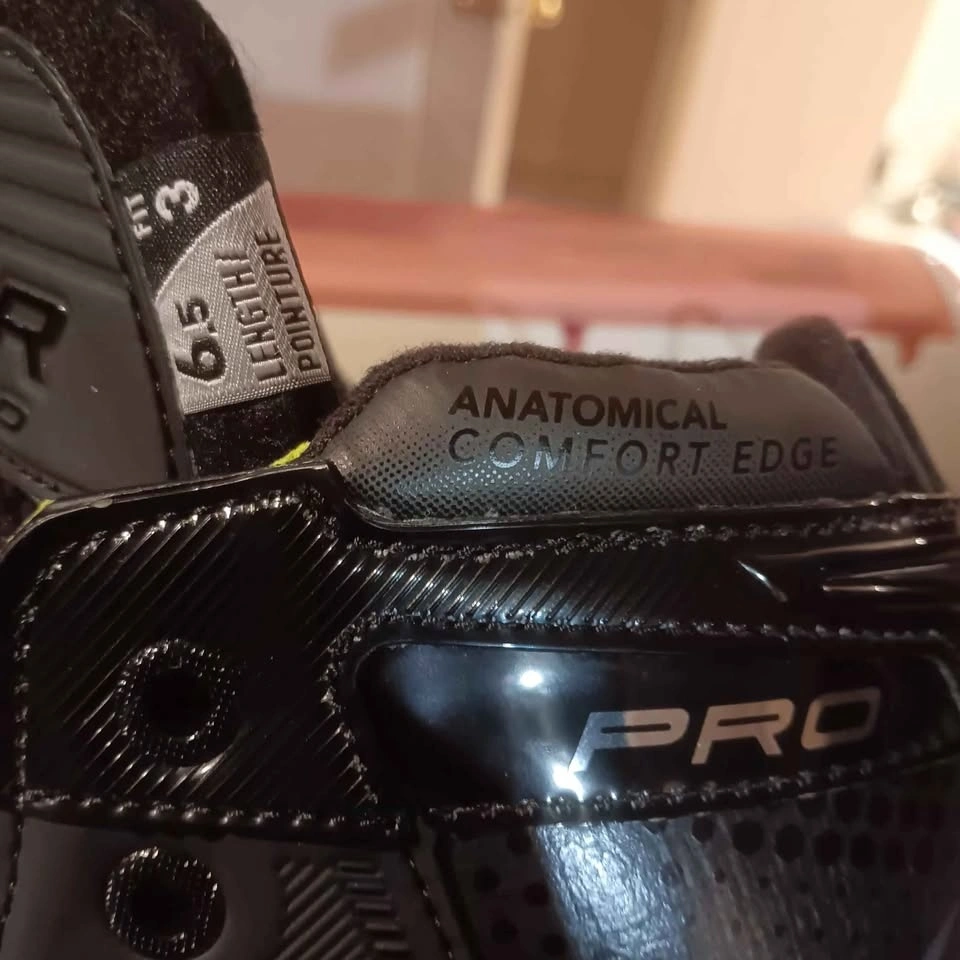 FIT 3
6.5
LENGTH/
POINTURE
R
ANATOMICAL
COMFORT EDGE
PRO